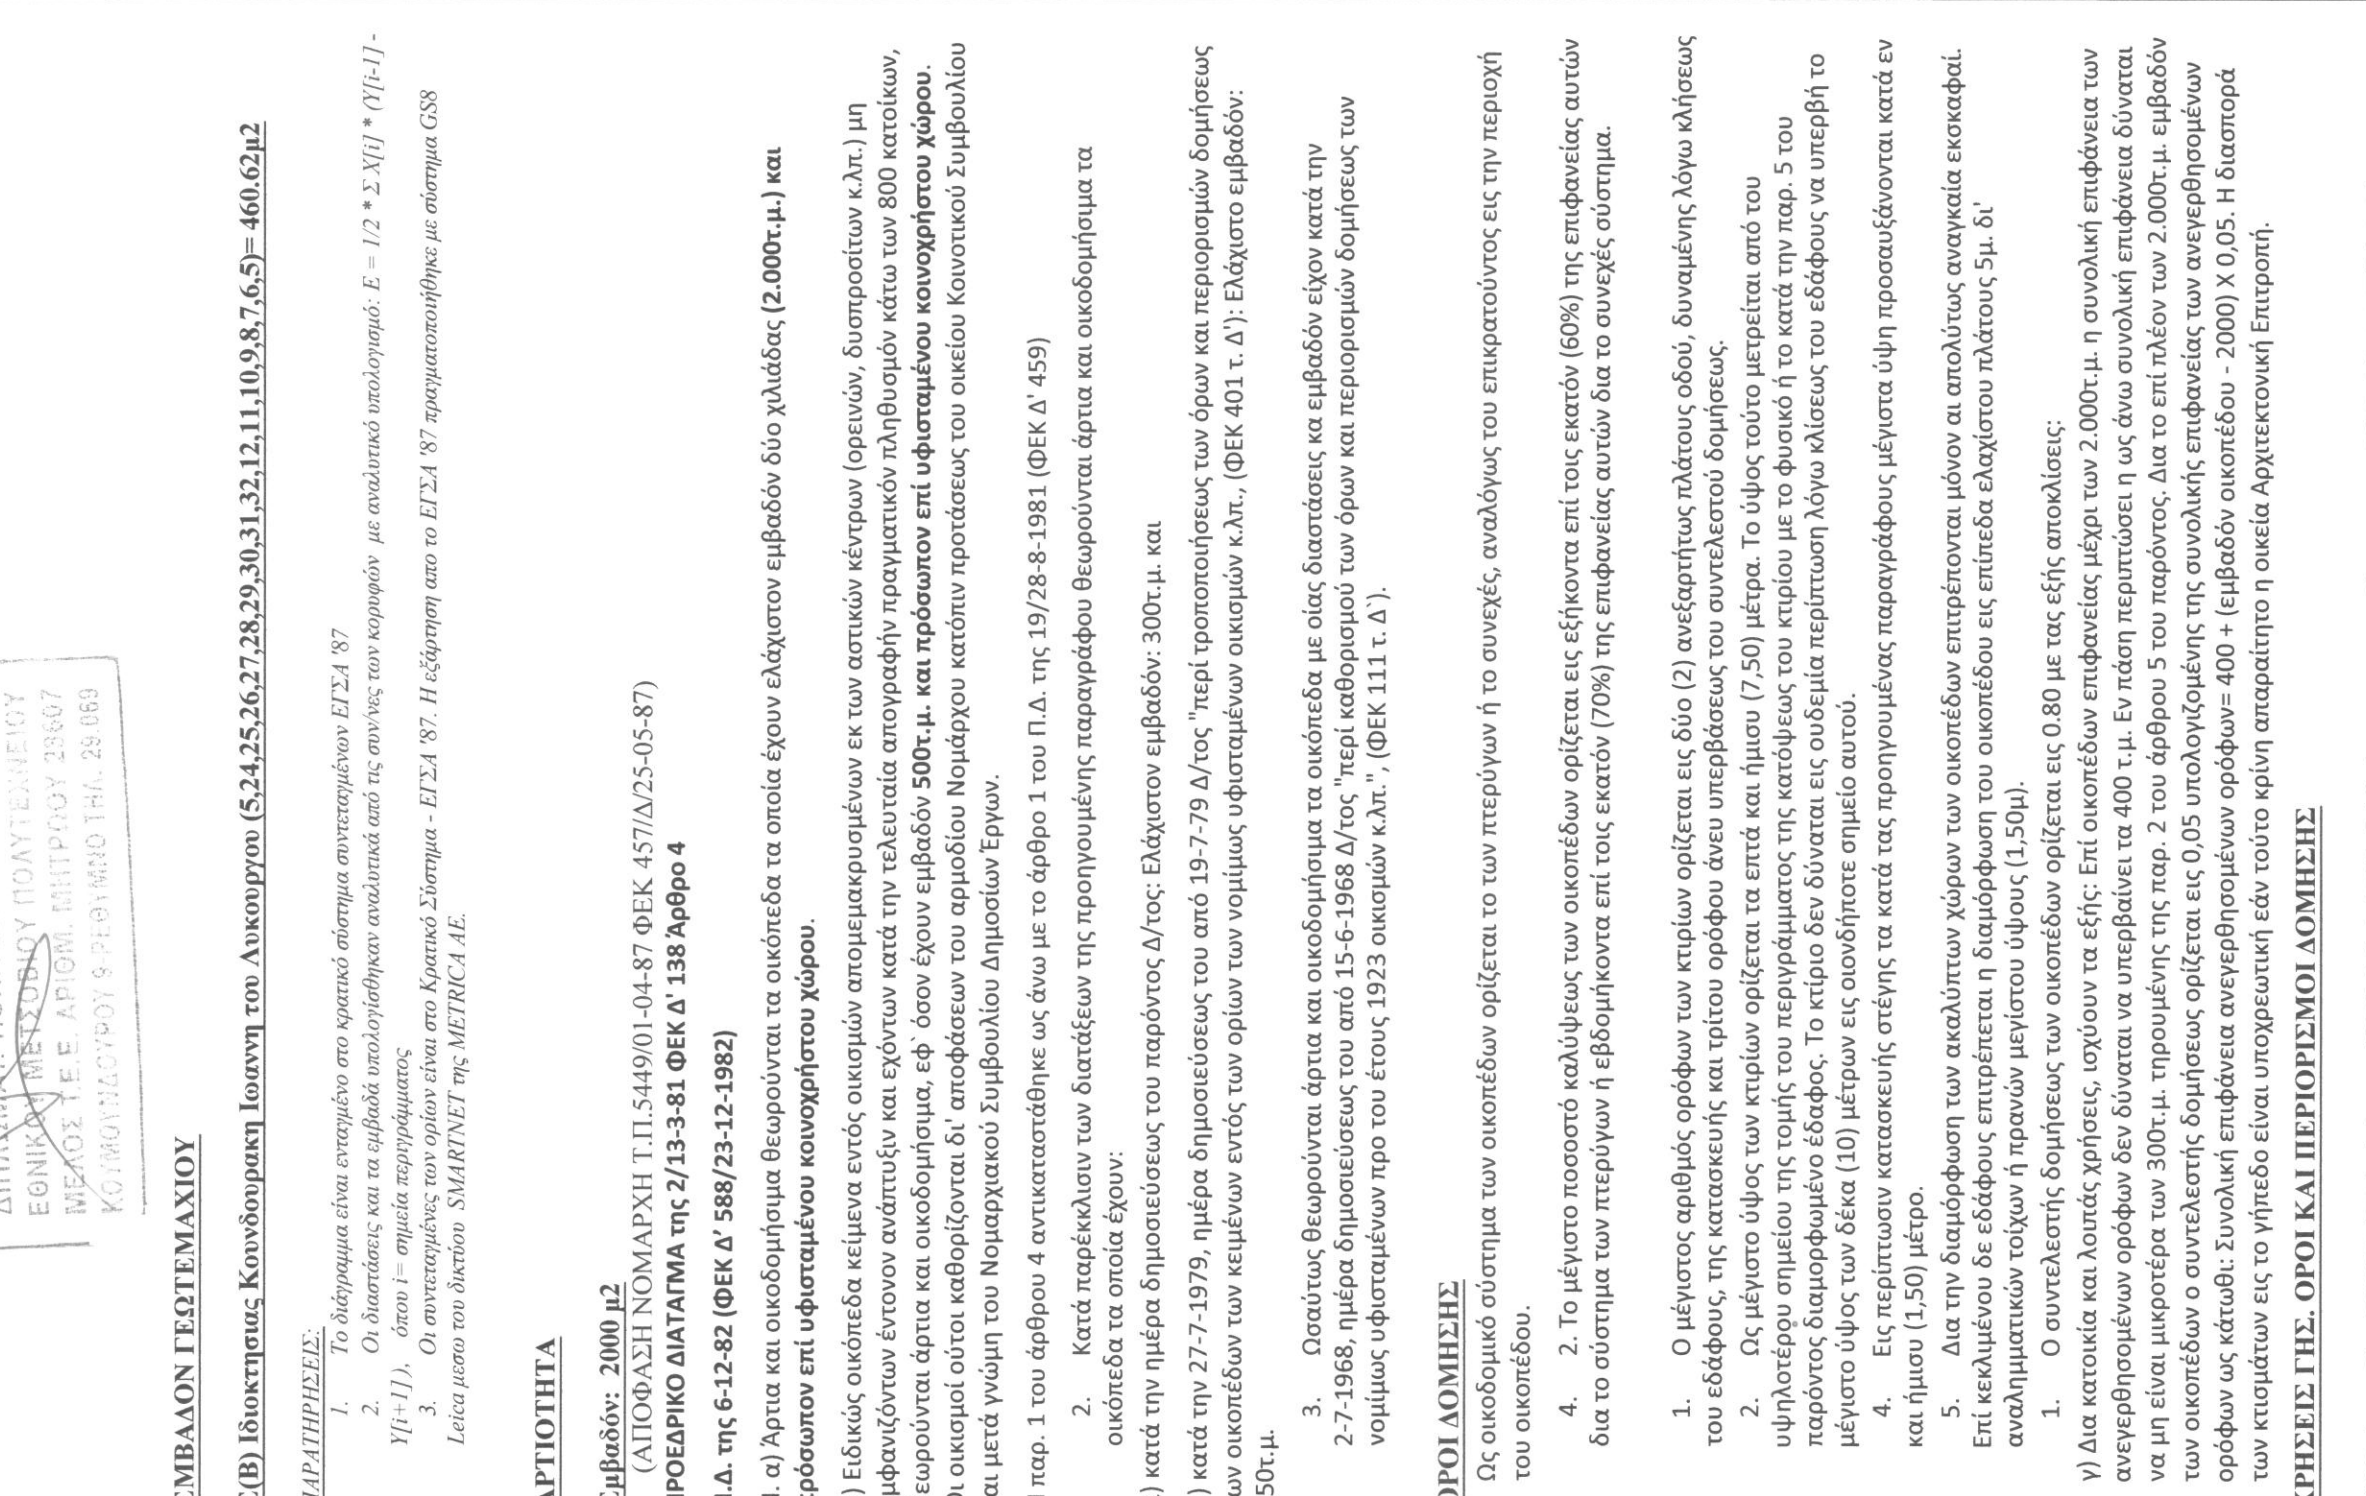 ΕΘΝΙΚΟΥ ΜΕΤΣΟΒΙΟΥ ΠΟΛΥΤΕΧΝΕΙΟΥ
ΜΕΛΟΣ Τ.Ε.Ε. ΑΡΙΘΜ. ΜΗΤΡΩΟΥ
ΚΟΥΜΟΥΝΔΟΥΡΟΥ 9-ΡΕΘΥΜΝΟ ΤΗΛ. 29.069
ΕΜΒΑΔΟΝ ΓΕΩΤΕΜΑΧΙΟΥ
Ε(Β) Ιδιοκτησιας Κουνδουρακη Ιωαννη του Λυκουργου (5,24,25,26,27,28,29,30,31,32,12,11,10,9,8,7,6,5)= 460.62μ2
ΠΑΡΑΤΗΡΗΣΕΙΣ:
1. Το διάγραμμα είναι ενταγμένο στο κρατικό σύστημα συντεταγμένων ΕΓΣΑ '87
2. Οι διαστάσεις και τα εμβαδά υπολογίσθηκαν αναλυτικά από τις συν/νες των κορυφών με αναλυτικό υπολογισμό: Ε = 1/2 * Σ Χ[i] * (Υ[i-1] -
Υ[i+1]), όπου i= σημεία περιγράμματος
3. Οι συντεταγμένες των ορίων είναι στο Κρατικό Σύστημα - ΕΓΣΑ '87. Η εξάρτηση απο το ΕΓΣΑ '87 πραγματοποιήθηκε με σύστημα GS8
Leica μεσω του δικτύου SMARTNET της METRICA AE.
ΑΡΤΙΟΤΗΤΑ
Εμβαδόν: 2000 μ2
(ΑΠΟΦΑΣΗ ΝΟΜΑΡΧΗ Τ.Π.5449/01-04-87 ΦΕΚ 457/Δ/25-05-87)
ΠΡΟΕΔΡΙΚΟ ΔΙΑΤΑΓΜΑ της 2/13-3-81 ΦΕΚ Δ' 138 Άρθρο 4
Π.Δ. της 6-12-82 (ΦΕΚ Δ' 588/23-12-1982)
1. α) Άρτια και οικοδομήσιμα θεωρούνται τα οικόπεδα τα οποία έχουν ελάχιστον εμβαδόν δύο χιλιάδας (2.000τ.μ.) και
πρόσωπον επί υφισταμένου κοινοχρήστου χώρου.
) Ειδικώς οικόπεδα κείμενα εντός οικισμών απομεμακρυσμένων εκ των αστικών κέντρων (ορεινών, δυσπροσίτων κ.λπ.) μη
εμφανιζόντων έντονον ανάπτυξιν και εχόντων κατά την τελευταία απογραφήν πραγματικόν πληθυσμόν κάτω των 800 κατοίκων,
θεωρούνται άρτια και οικοδομήσιμα, εφ` όσον έχουν εμβαδόν 500τ.μ. και πρόσωπον επί υφισταμένου κοινοχρήστου χώρου.
Οι οικισμοί ούτοι καθορίζονται δι' αποφάσεων του αρμοδίου Νομάρχου κατόπιν προτάσεως του οικείου Κοινοτικού Συμβουλίου
και μετά γνώμη του Νομαρχιακού Συμβουλίου Δημοσίων Έργων.
Η παρ. 1 του άρθρου 4 αντικαταστάθηκε ως άνω με το άρθρο 1 του Π.Δ. της 19/28-8-1981 (ΦΕΚ Δ' 459)
2. Κατά παρέκκλισιν των διατάξεων της προηγουμένης παραγράφου θεωρούνται άρτια και οικοδομήσιμα τα
οικόπεδα τα οποία έχουν:
) κατά την ημέρα δημοσιεύσεως του παρόντος Δ/τος: Ελάχιστον εμβαδόν: 300τ.μ. και
) κατά την 27-7-1979, ημέρα δημοσιεύσεως του από 19-7-79 Δ/τος "περί τροποποιήσεως των όρων και περιορισμών δομήσεως
των οικοπέδων των κειμένων εντός των ορίων των νομίμως υφισταμένων οικισμών κ.λπ., (ΦΕΚ 401 τ. Δ'): Ελάχιστο εμβαδόν:
50τ.μ.
3. Ωσαύτως θεωρούνται άρτια και οικοδομήσιμα τα οικόπεδα με οίας διαστάσεις κα εμβαδόν είχον κατά την
2-7-1968, ημέρα δημοσιεύσεως του από 15-6-1968 Δ/τος "περί καθορισμού των όρων και περιορισμών δομήσεως των
νομίμως υφισταμένων προ του έτους 1923 οικισμών κ.λπ.", (ΦΕΚ 111 τ. Δ`).
ΟΡΟΙ ΔΟΜΗΣΗΣ
Ως οικοδομικό σύστημα των οικοπέδων ορίζεται το των πτερύγων ή το συνεχές, αναλόγως του επικρατούντος εις την περιοχή
του οικοπέδου.
4. 2. Το μέγιστο ποσοστό καλύψεως των οικοπέδων ορίζεται εις εξήκοντα επί τοις εκατόν (60%) της επιφανείας αυτών
δια το σύστημα των πτερύγων ή εβδομήκοντα επί τοις εκατόν (70%) της επιφανείας αυτών δια το συνεχές σύστημα.
1. Ο μέγιστος αριθμός ορόφων των κτιρίων ορίζεται εις δύο (2) ανεξαρτήτως πλάτους οδού, δυναμένης λόγω κλήσεως
του εδάφους, της κατασκευής και τρίτου ορόφου άνευ υπερβάσεως του συντελεστού δομήσεως.
2. Ως μέγιστο ύψος των κτιρίων ορίζεται τα επτά και ήμισυ (7,50) μέτρα. Το ύψος τούτο μετρείται από του
υψηλοτέρου σημείου της τομής του περιγράμματος της κατόψεως του κτιρίου με το φυσικό ή το κατά την παρ. 5 του
παρόντος διαμορφωμένο έδαφος. Το κτίριο δεν δύναται εις ουδεμία περίπτωση λόγω κλίσεως του εδάφους να υπερβή το
μέγιστο ύψος των δέκα (10) μέτρων εις οιονδήποτε σημείο αυτού.
4. Εις περίπτωσιν κατασκευής στέγης τα κατά τας προηγουμένας παραγράφους μέγιστα ύψη προσαυξάνονται κατά εν
και ήμισυ (1,50) μέτρο.
5. Δια την διαμόρφωση των ακαλύπτων χώρων των οικοπέδων επιτρέπονται μόνον αι απολύτως αναγκαία εκσκαφαί.
Επί κεκλιμένου δε εδάφους επιτρέπεται η διαμόρφωση του οικοπέδου εις επίπεδα ελαχίστου πλάτους 5μ. δι'
αναλημματικών τοίχων ή πρανών μεγίστου ύψους (1,50μ).
1. Ο συντελεστής δομήσεως των οικοπέδων ορίζεται εις 0.80 με τας εξής αποκλίσεις:
γ) Δια κατοικία και λοιπάς χρήσεις, ισχύουν τα εξής: Επί οικοπέδων επιφανείας μέχρι των 2.000τ.μ. η συνολική επιφάνεια των
ανεγερθησομένων ορόφων δεν δύναται να υπερβαίνει τα 400 τ.μ. Εν πάση περιπτώσει η ως άνω συνολική επιφάνεια δύναται
να μη είναι μικροτέρα των 300τ.μ. τηρουμένης της παρ. 2 του άρθρου 5 του παρόντος. Δια το επί πλέον των 2.000τ.μ. εμβαδόν
των οικοπέδων ο συντελεστής δομήσεως ορίζεται εις 0,05 υπολογιζομένης της συνολικής επιφανείας των ανεγερθησομένων
ορόφων ως κάτωθι: Συνολική επιφάνεια ανεγερθησομένων ορόφων= 400 + (εμβαδόν οικοπέδου - 2000) Χ 0,05. Η διασπορά
των κτισμάτων εις το γήπεδο είναι υποχρεωτική εάν τούτο κρίνη απαραίτητο η οικεία Αρχιτεκτονική Επιτροπή.
ΧΡΗΣΕΙΣ ΓΗΣ. ΟΡΟΙ ΚΑΙ ΠΕΡΙΟΡΙΣΜΟΙ ΔΟΜΗΣΗΣ